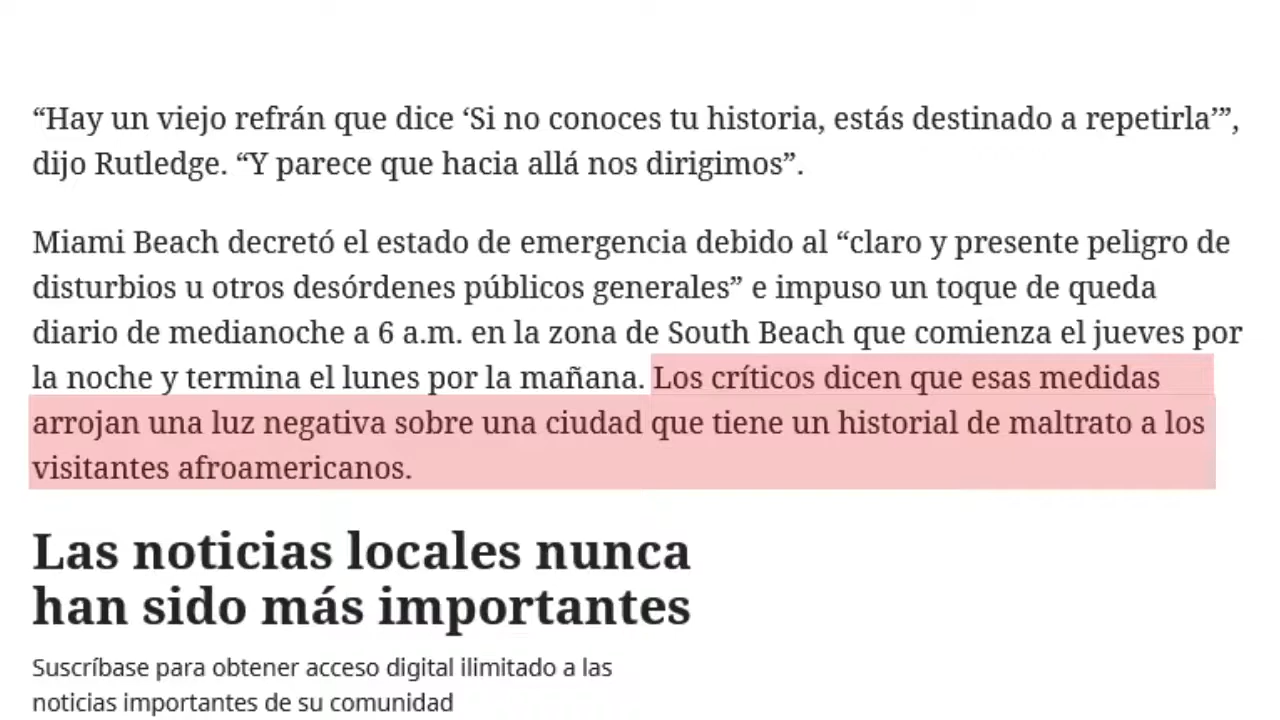 “Hay un viejo refrán que dice ‘Si no conoces tu historia, estás destinado a repetirla’”,
dijo Rutledge. “Y parece que hacia allá nos dirigimos”.
Miami Beach decretó el estado de emergencia debido al “claro y presente peligro de
disturbios u otros desórdenes públicos generales” e impuso un toque de queda
diario de medianoche a 6 a.m. en la zona de South Beach que comienza el jueves por
la noche y termina el lunes por la mañana. Los críticos dicen que esas medidas
arrojan una luz negativa sobre una ciudad que tiene un historial de maltrato a los
visitantes afroamericanos.
Las noticias locales nunca
han sido más importantes
Suscríbase para obtener acceso digital ilimitado a las
noticias importantes de su comunidad